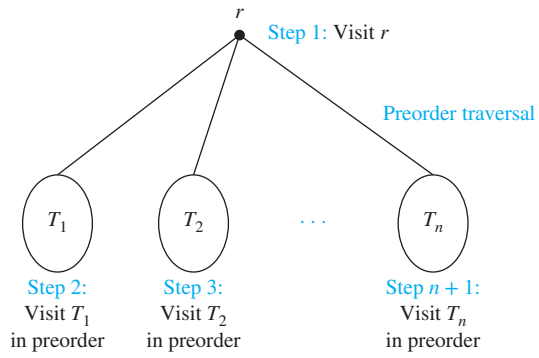 r
Step 1: Visit r
Preorder traversal
T₁
T₂
. . .
Tₙ
Step 2:
Visit T₁
in preorder
Step 3:
Visit T₂
in preorder
Step n + 1:
Visit Tₙ
in preorder